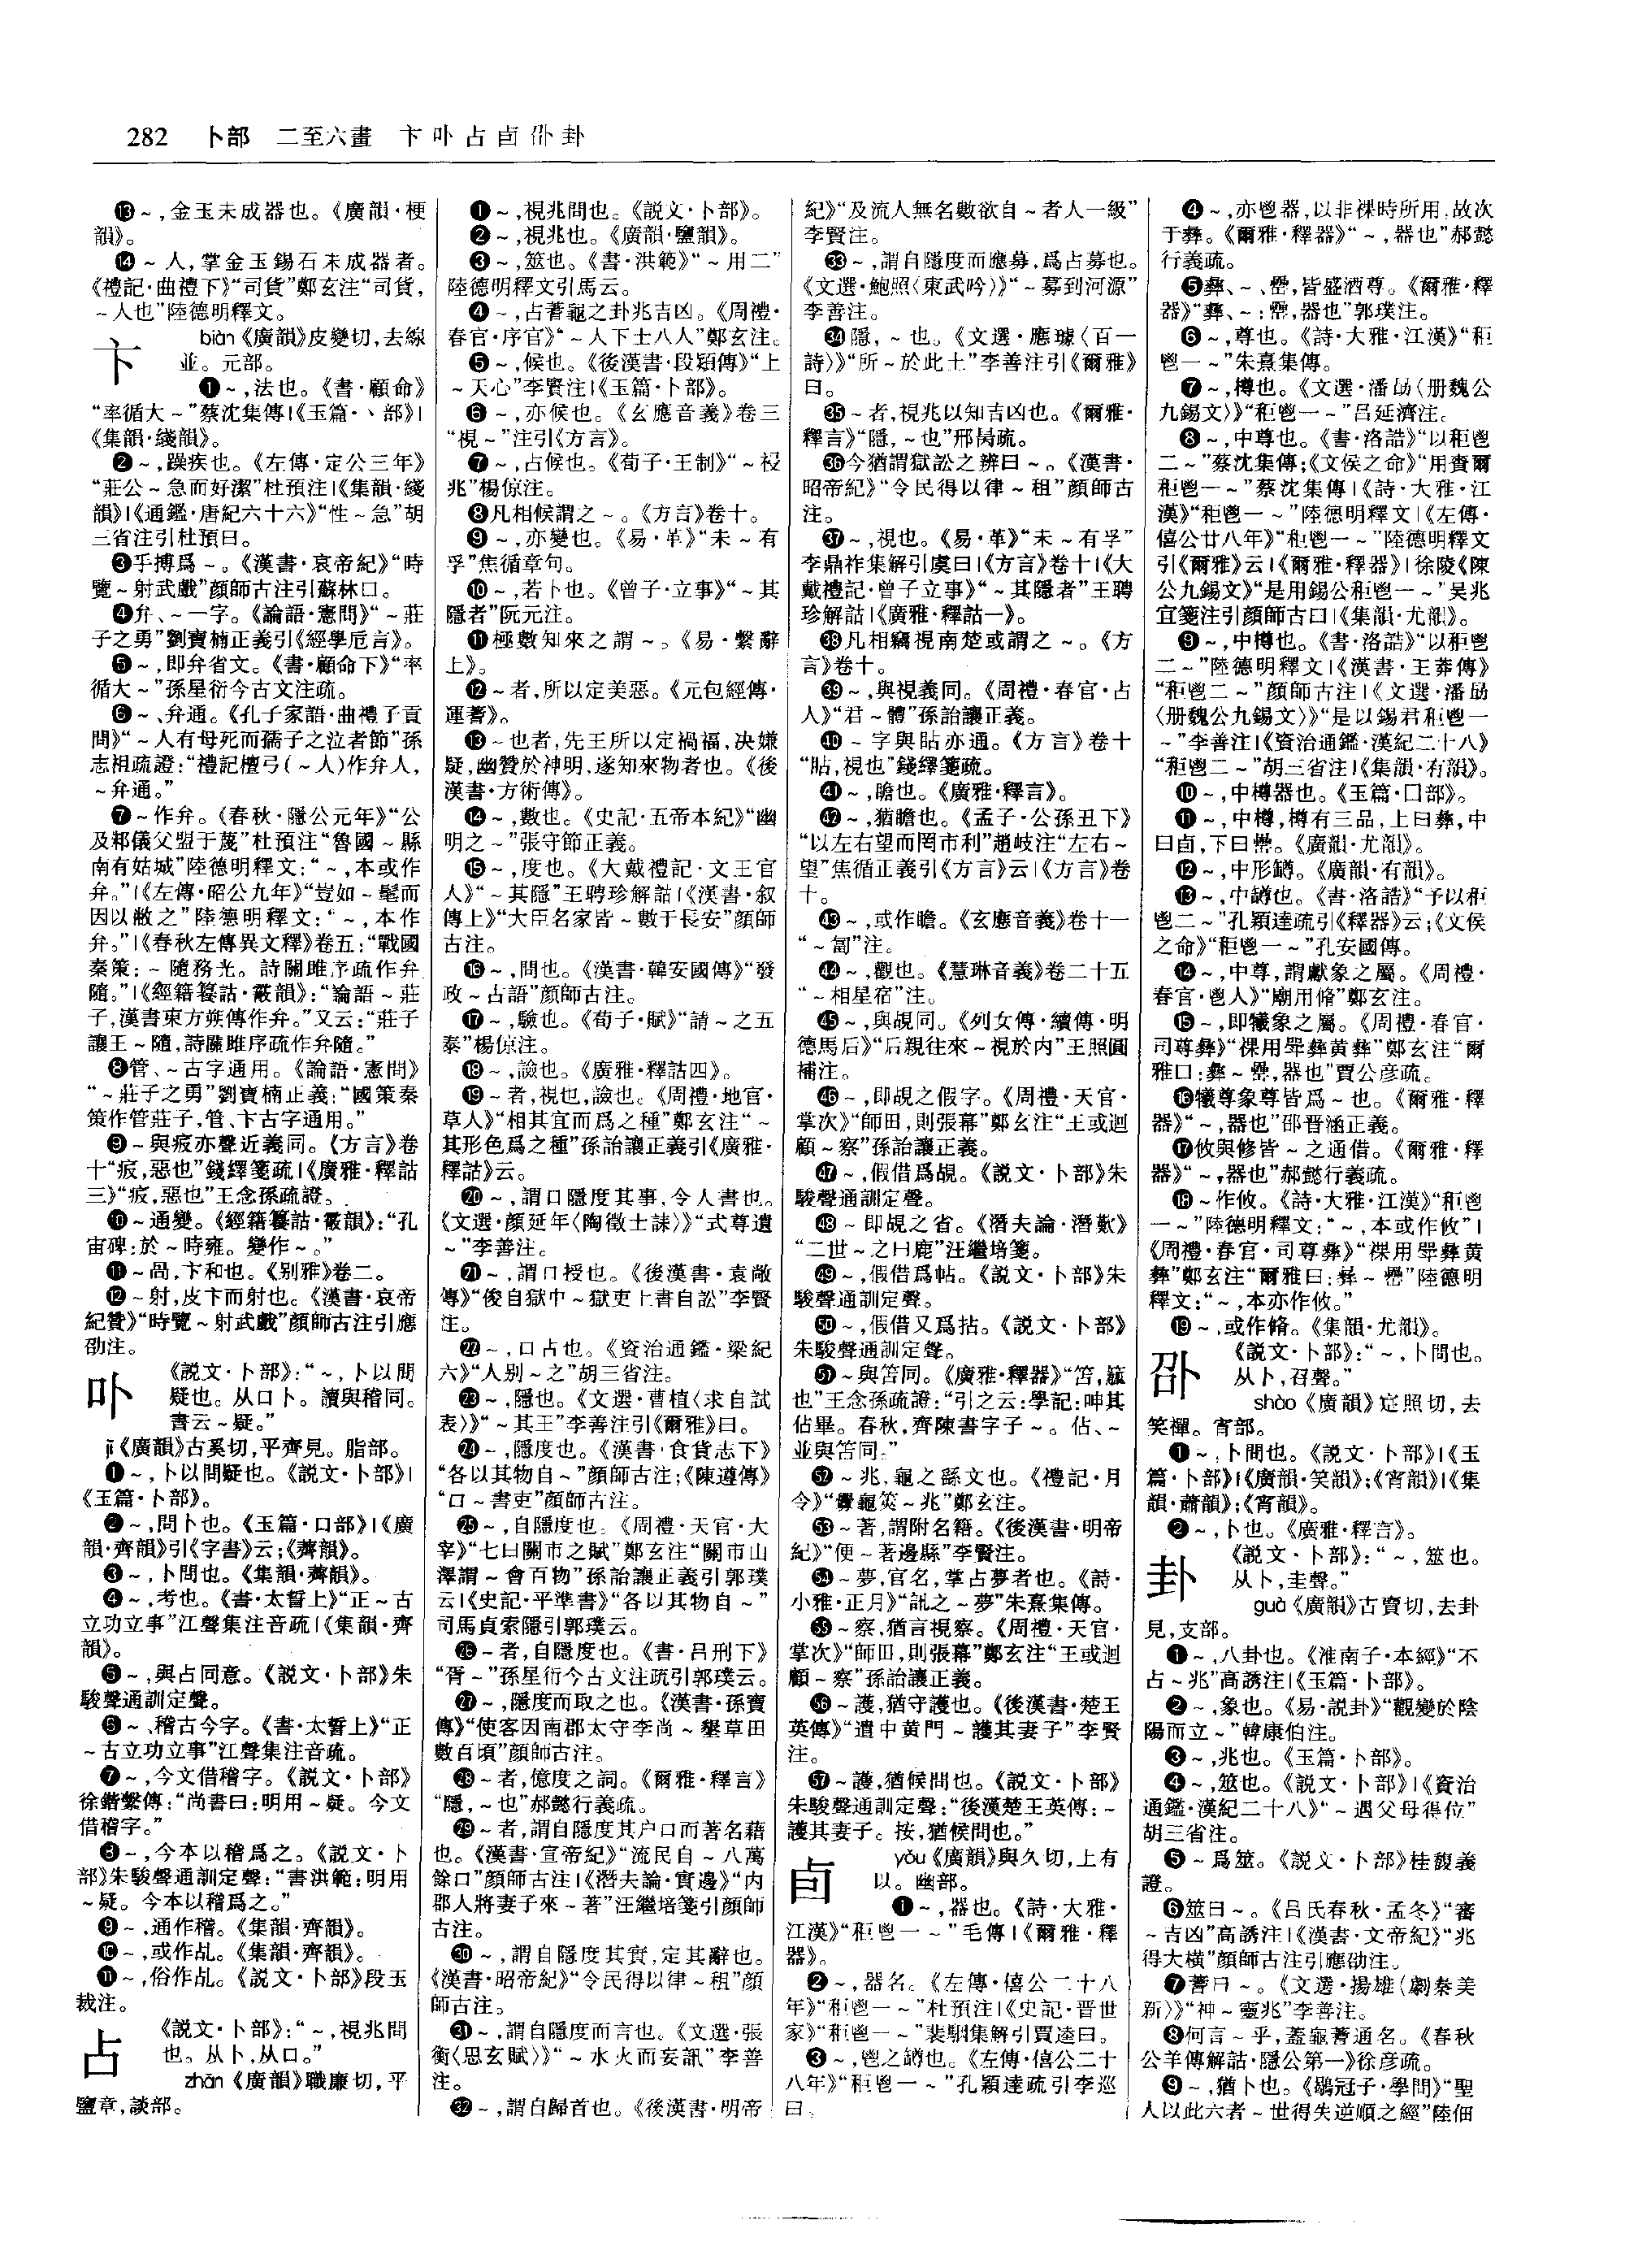 282　卜部　二至六畫　卞卟占卣卲卦
⓭～,金玉未成器也。《廣韻·梗
韻》。
⓮～人,掌金玉錫石未成器者。
《禮記·曲禮下》“司貨”鄭玄注“司貨,
～人也”陸德明釋文。
卞
biàn《廣韻》皮變切,去線
並。元部。
❶～,法也。《書·顧命》
“率循大～”蔡沈集傳|《玉篇·丶部》|
《集韻·綫韻》。
❷～,躁疾也。《左傳·定公三年》
“莊公～急而好潔”杜預注|《集韻·綫
韻》|《通鑑·唐紀六十六》“性～急”胡
三省注引杜預曰。
❸手搏爲～。《漢書·哀帝紀》“時
覽～射武戲”顏師古注引蘇林曰。
❹弁、～一字。《論語·憲問》“～莊
子之勇”劉寶楠正義引《經學卮言》。
❺～,即弁省文。《書·顧命下》“率
循大～”孫星衍今古文注疏。
❻～、弁通。《孔子家語·曲禮子貢
問》“～人有母死而孺子之泣者節”孫
志祖疏證:“禮記檀弓(～人)作弁人,
～弁通。”
❼～作弁。《春秋·隱公元年》“公
及邾儀父盟于蔑”杜預注“魯國～縣
南有姑城”陸德明釋文:“～,本或作
弁。”|《左傳·昭公九年》“豈如～髦而
因以敝之”陸德明釋文:“～,本作
弁。”|《春秋左傳異文釋》卷五:“戰國
秦策:～隨務光。詩關雎序疏作弁
隨。”|《經籍籑詁·霰韻》:“論語～莊
子,漢書東方朔傳作弁。”又云:“莊子
讓王～隨,詩關雎序疏作弁隨。”
❽管、～古字通用。《論語·憲問》
“～莊子之勇”劉寶楠正義:“國策秦
策作管莊子,管、卞古字通用。”
❾～與疲亦聲近義同。《方言》卷
十“疲,惡也”錢繹箋疏|《廣雅·釋詁
三》“疲,惡也”王念孫疏證。
❿～通變。《經籍籑詁·霰韻》:“孔
宙碑:於～時雍。變作～。”
⓫～咼,卞和也。《别雅》卷二。
⓬～射,皮卞而射也。《漢書·哀帝
紀贊》“時覽～射武戲”顏師古注引應
劭注。
卟
《説文·卜部》:“～,卜以問
疑也。从口卜。讀與稽同。
書云～疑。”
jī《廣韻》古奚切,平齊見。脂部。
❶～,卜以問疑也。《説文·卜部》|
《玉篇·卜部》。
❷～,問卜也。《玉篇·口部》|《廣
韻·齊韻》引《字書》云;《薺韻》。
❸～,卜問也。《集韻·薺韻》。
❹～,考也。《書·太誓上》“正～古
立功立事”江聲集注音疏|《集韻·齊
韻》。
❺～,與占同意。《説文·卜部》朱
駿聲通訓定聲。
❻～、稽古今字。《書·太誓上》“正
～古立功立事”江聲集注音疏。
❼～,今文借稽字。《説文·卜部》
徐鍇繫傳:“尚書曰:明用～疑。今文
借稽字。”
❽～,今本以稽爲之。《説文·卜
部》朱駿聲通訓定聲:“書洪範:明用
～疑。今本以稽爲之。”
❾～,通作稽。《集韻·齊韻》。
❿～,或作乩。《集韻·齊韻》。
⓫～,俗作乩。《説文·卜部》段玉
裁注。
占
《説文·卜部》:“～,視兆問
也。从卜,从口。”
zhān《廣韻》職廉切,平
鹽章,談部。
❶～,視兆問也。《説文·卜部》。
❷～,視兆也。《廣韻·鹽韻》。
❸～,筮也。《書·洪範》“～用二”
陸德明釋文引馬云。
❹～,占蓍龜之卦兆吉凶。《周禮·
春官·序官》“～人下士八人”鄭玄注。
❺～,候也。《後漢書·段熲傳》“上
～天心”李賢注|《玉篇·卜部》。
❻～,亦候也。《玄應音義》卷三
“視～”注引《方言》。
❼～,占候也。《荀子·王制》“～祲
兆”楊倞注。
❽凡相候謂之～。《方言》卷十。
❾～,亦變也。《易·革》“未～有
孚”焦循章句。
❿～,若卜也。《曾子·立事》“～其
隱者”阮元注。
⓫極數知來之謂～。《易·繫辭
上》。
⓬～者,所以定美惡。《元包經傳·
運蓍》。
⓭～也者,先王所以定禍福,決嫌
疑,幽贊於神明,遂知來物者也。《後
漢書·方術傳》。
⓮～,數也。《史記·五帝本紀》“幽
明之～”張守節正義。
⓯～,度也。《大戴禮記·文王官
人》“～其隱”王聘珍解詁|《漢書·叙
傳上》“大臣名家皆～數于長安”顏師
古注。
⓰～,問也。《漢書·韓安國傳》“發
政～古語”顏師古注。
⓱～,驗也。《荀子·賦》“請～之五
泰”楊倞注。
⓲～,譣也。《廣雅·釋詁四》。
⓳～者,視也,譣也。《周禮·地官·
草人》“相其宜而爲之種”鄭玄注“～
其形色爲之種”孫詒讓正義引《廣雅·
釋詁》云。
⓴～,謂口隱度其事,令人書也。
《文選·顏延年〈陶徵士誄〉》“式尊遺
～”李善注。
㉑～,謂口授也。《後漢書·袁敞
傳》“俊自獄中～獄吏上書自訟”李賢
注。
㉒～,口占也。《資治通鑑·梁紀
六》“人别～之”胡三省注。
㉓～,隱也。《文選·曹植〈求自試
表〉》“～其王”李善注引《爾雅》曰。
㉔～,隱度也。《漢書·食貨志下》
“各以其物自～”顏師古注;《陳遵傳》
“口～書吏”顏師古注。
㉕～,自隱度也。《周禮·天官·大
宰》“七曰關市之賦”鄭玄注“關市山
澤謂～會百物”孫詒讓正義引郭璞
云|《史記·平準書》“各以其物自～”
司馬貞索隱引郭璞云。
㉖～者,自隱度也。《書·吕刑下》
“胥～”孫星衍今古文注疏引郭璞云。
㉗～,隱度而取之也。《漢書·孫寶
傳》“使客因南郡太守李尚～墾草田
數百頃”顏師古注。
㉘～者,億度之詞。《爾雅·釋言》
“隱,～也”郝懿行義疏。
㉙～者,謂自隱度其户口而著名藉
也。《漢書·宣帝紀》“流民自～八萬
餘口”顏師古注|《潛夫論·實邊》“内
郡人將妻子來～著”汪繼培箋引顏師
古注。
㉚～,謂自隱度其實,定其辭也。
《漢書·昭帝紀》“令民得以律～租”顏
師古注。
㉛～,謂自隱度而言也。《文選·張
衡〈思玄賦〉》“～水火而妄訊”李善
注。
㉜～,謂自歸首也。《後漢書·明帝
紀》“及流人無名數欲自～者人一級”
李賢注。
㉝～,謂自隱度而應募,爲占募也。
《文選·鮑照〈東武吟〉》“～募到河源”
李善注。
㉞隱,～也。《文選·應璩〈百一
詩〉》“所～於此土”李善注引《爾雅》
曰。
㉟～者,視兆以知吉凶也。《爾雅·
釋言》“隱,～也”邢昺疏。
㊱今猶謂獄訟之辨曰～。《漢書·
昭帝紀》“令民得以律～租”顏師古
注。
㊲～,視也。《易·革》“未～有孚”
李鼎祚集解引虞曰|《方言》卷十|《大
戴禮記·曾子立事》“～其隱者”王聘
珍解詁|《廣雅·釋詁一》。
㊳凡相竊視南楚或謂之～。《方
言》卷十。
㊴～,與視義同。《周禮·春官·占
人》“君～體”孫詒讓正義。
㊵～字與貼亦通。《方言》卷十
“貼,視也”錢繹箋疏。
㊶～,瞻也。《廣雅·釋言》。
㊷～,猶瞻也。《孟子·公孫丑下》
“以左右望而罔市利”趙岐注“左右～
望”焦循正義引《方言》云|《方言》卷
十。
㊸～,或作瞻。《玄應音義》卷十一
“～匐”注。
㊹～,觀也。《慧琳音義》卷二十五
“～相星宿”注。
㊺～,與覘同。《列女傳·續傳·明
德馬后》“后親往來～視於内”王照圓
補注。
㊻～,即覘之假字。《周禮·天官·
掌次》“師田,則張幕”鄭玄注“王或迴
顧～察”孫詒讓正義。
㊼～,假借爲覘。《説文·卜部》朱
駿聲通訓定聲。
㊽～即覘之省。《潛夫論·潛歎》
“二世～之曰鹿”汪繼培箋。
㊾～,假借爲帖。《説文·卜部》朱
駿聲通訓定聲。
㊿～,假借又爲拈。《説文·卜部》
朱駿聲通訓定聲。
51～與笘同。《廣雅·釋器》“笘,籯
也”王念孫疏證:“引之云:學記:呻其
佔畢。春秋,齊陳書字子～。佔、～
並與笘同。”
52～兆,龜之繇文也。《禮記·月
令》“釁龜筴～兆”鄭玄注。
53～著,謂附名籍。《後漢書·明帝
紀》“便～著邊縣”李賢注。
54～夢,官名,掌占夢者也。《詩·
小雅·正月》“訊之～夢”朱熹集傳。
55～察,猶言視察。《周禮·天官·
掌次》“師田,則張幕”鄭玄注“王或迴
顧～察”孫詒讓正義。
56～護,猶守護也。《後漢書·楚王
英傳》“遣中黄門～護其妻子”李賢
注。
57～護,猶候問也。《説文·卜部》
朱駿聲通訓定聲:“後漢楚王英傳:～
護其妻子。按,猶候問也。”
卣
yǒu《廣韻》與久切,上有
以。幽部。
❶～,器也。《詩·大雅·
江漢》“秬鬯一～”毛傳|《爾雅·釋
器》。
❷～,器名。《左傳·僖公二十八
年》“秬鬯一～”杜預注|《史記·晋世
家》“秬鬯一～”裴駰集解引賈逵曰。
❸～,鬯之罇也。《左傳·僖公二十
八年》“秬鬯一～”孔穎達疏引李巡
曰。
❹～,亦鬯器,以非祼時所用,故次
于彝。《爾雅·釋器》“～,器也”郝懿
行義疏。
❺彝、～、罍,皆盛酒尊。《爾雅·釋
器》“彝、～、罍,器也”郭璞注。
❻～,尊也。《詩·大雅·江漢》“秬
鬯一～”朱熹集傳。
❼～,樽也。《文選·潘勖〈册魏公
九錫文〉》“秬鬯一～”吕延濟注。
❽～,中尊也。《書·洛誥》“以秬鬯
二～”蔡沈集傳;《文侯之命》“用賚爾
秬鬯一～”蔡沈集傳|《詩·大雅·江
漢》“秬鬯一～”陸德明釋文|《左傳·
僖公廿八年》“秬鬯一～”陸德明釋文
引《爾雅》云|《爾雅·釋器》|徐陵《陳
公九錫文》“是用錫公秬鬯一～”吴兆
宜箋注引顏師古曰|《集韻·尤韻》。
❾～,中樽也。《書·洛誥》“以秬鬯
二～”陸德明釋文|《漢書·王莽傳》
“秬鬯二～”顏師古注|《文選·潘勖
〈册魏公九錫文〉》“是以錫君秬鬯一
～”李善注|《資治通鑑·漢紀二十八》
“秬鬯二～”胡三省注|《集韻·有韻》。
❿～,中樽器也。《玉篇·囗部》。
⓫～,中樽,樽有三品,上曰彝,中
曰卣,下曰罍。《廣韻·尤韻》。
⓬～,中形罇。《廣韻·有韻》。
⓭～,中罇也。《書·洛誥》“予以秬
鬯二～”孔穎達疏引《釋器》云;《文侯
之命》“秬鬯一～”孔安國傳。
⓮～,中尊,謂獻象之屬。《周禮·
春官·鬯人》“廟用脩”鄭玄注。
⓯～,即犧象之屬。《周禮·春官·
司尊彝》“祼用斝彝黄彝”鄭玄注“爾
雅曰:彝～罍,器也”賈公彦疏。
⓰犧尊象尊皆爲～也。《爾雅·釋
器》“～,器也”邵晋涵正義。
⓱攸與修皆～之通借。《爾雅·釋
器》“～,器也”郝懿行義疏。
⓲～作攸。《詩·大雅·江漢》“秬鬯
一～”陸德明釋文:“～,本或作攸”|
《周禮·春官·司尊彝》“祼用斝彝黄
彝”鄭玄注“爾雅曰:彝～罍”陸德明
釋文:“～,本亦作攸。”
⓳～,或作脩。《集韻·尤韻》。
卲
《説文·卜部》:“～,卜問也。
从卜,召聲。”
shào《廣韻》寔照切,去
笑禪。宵部。
❶～,卜問也。《説文·卜部》|《玉
篇·卜部》|《廣韻·笑韻》;《宵韻》|《集
韻·蕭韻》;《宵韻》。
❷～,卜也。《廣雅·釋言》。
卦
《説文·卜部》:“～,筮也。
从卜,圭聲。”
guà《廣韻》古賣切,去卦
見,支部。
❶～,八卦也。《淮南子·本經》“不
占～兆”高誘注|《玉篇·卜部》。
❷～,象也。《易·説卦》“觀變於陰
陽而立～”韓康伯注。
❸～,兆也。《玉篇·卜部》。
❹～,筮也。《説文·卜部》|《資治
通鑑·漢紀二十八》“～遇父母得位”
胡三省注。
❺～爲筮。《説文·卜部》桂馥義
證。
❻筮曰～。《吕氏春秋·孟冬》“審
～吉凶”高誘注|《漢書·文帝紀》“兆
得大横”顏師古注引應劭注。
❼蓍曰～。《文選·揚雄〈劇秦美
新〉》“神～靈兆”李善注。
❽何言～乎,蓋龜蓍通名。《春秋
公羊傳解詁·隱公第一》徐彦疏。
❾～,猶卜也。《鶡冠子·學問》“聖
人以此六者～世得失逆順之經”陸佃